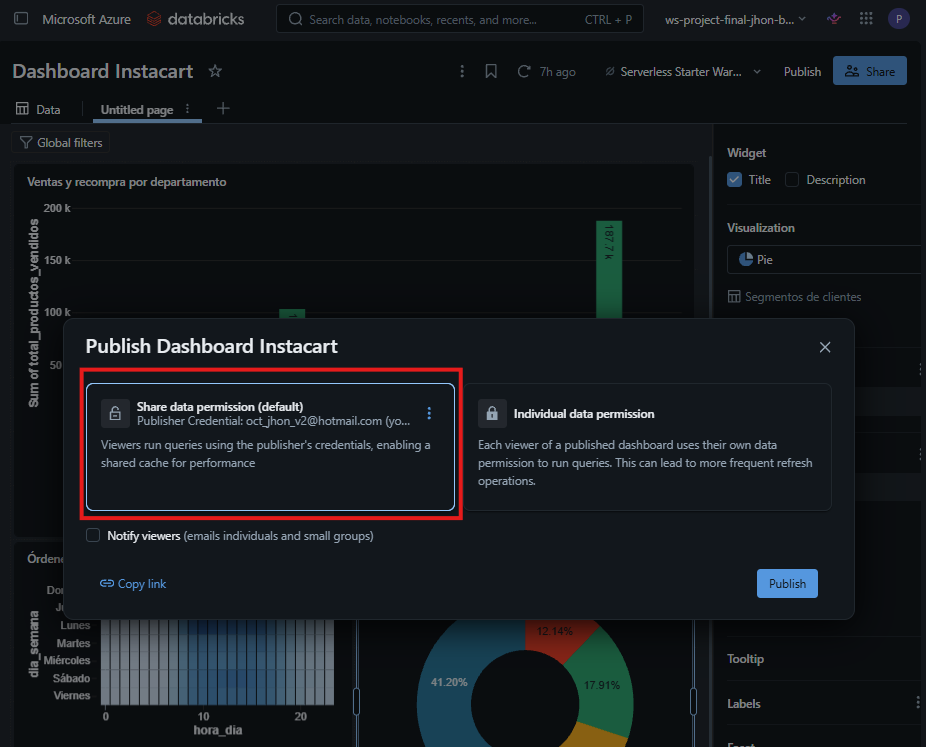 Microsoft Azure
databricks
Search data, notebooks, recents, and more...
CTRL + P
ws-project-final-jhon-b...
P
Dashboard Instacart
7h ago
Serverless Starter War...
Publish
Share
Data
Untitled page
Global filters
Ventas y recompra por departamento
200 k
150 k
100 k
50
Sum of total_productos_vendidos
187.7 k
Widget
Title
Description
Visualization
Pie
Segmentos de clientes
Publish Dashboard Instacart
Share data permission (default)
Publisher Credential: oct_jhon_v2@hotmail.com (yo...
Viewers run queries using the publisher's credentials, enabling a
shared cache for performance
Individual data permission
Each viewer of a published dashboard uses their own data
permission to run queries. This can lead to more frequent refresh
operations.
Notify viewers (emails individuals and small groups)
Copy link
Publish
Órdene
Do
J
Lunes
Martes
Miércoles
Sábado
Viernes
dia_semana
0
10
20
hora_dia
12.14%
41.20%
17.91%
Tooltip
Labels